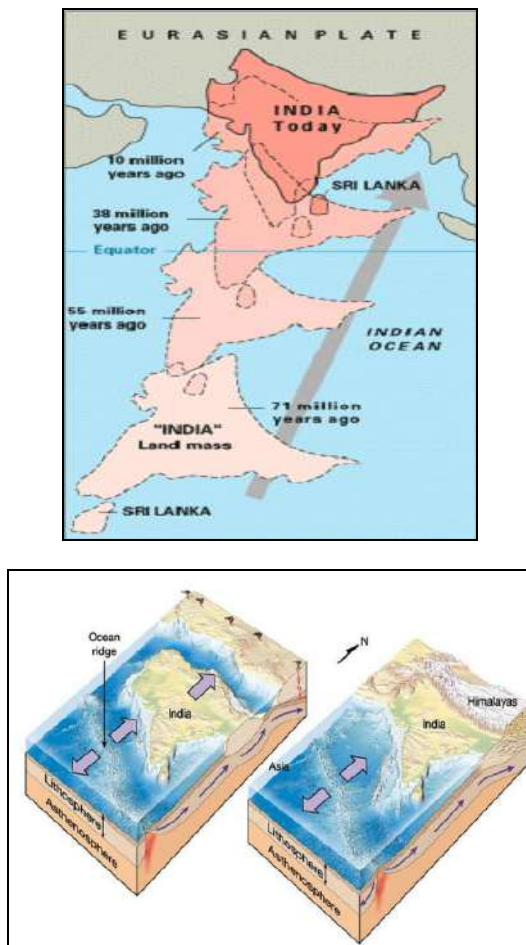 EURASIAN PLATE
INDIA
Today
10 million
years ago
SRI LANKA
38 million
years ago
Equator
55 million
years ago
INDIAN
OCEAN
71 million
years ago
"INDIA"
Land mass
SRI LANKA
Ocean
ridge
India
Lithosphere
Asthenosphere
N
Himalayas
India
Asia
Lithosphere
Asthenosphere